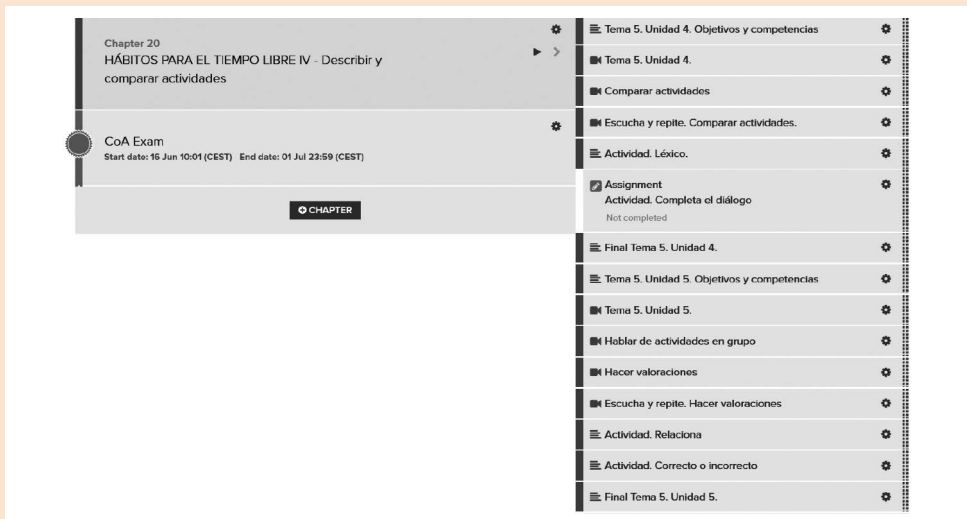 Chapter 20
HÁBITOS PARA EL TIEMPO LIBRE IV - Describir y
comparar actividades
CoA Exam
Start date: 16 Jun 10:01 (CEST) End date: 01 Jul 23:59 (CEST)
CHAPTER
Tema 5. Unidad 4. Objetivos y competencias
Tema 5. Unidad 4.
Comparar actividades
Escucha y repite. Comparar actividades.
Actividad. Léxico.
Assignment
Actividad. Completa el diálogo
Not completed
Final Tema 5. Unidad 4.
Tema 5. Unidad 5. Objetivos y competencias
Tema 5. Unidad 5.
Hablar de actividades en grupo
Hacer valoraciones
Escucha y repite. Hacer valoraciones
Actividad. Relaciona
Actividad. Correcto o incorrecto
Final Tema 5. Unidad 5.